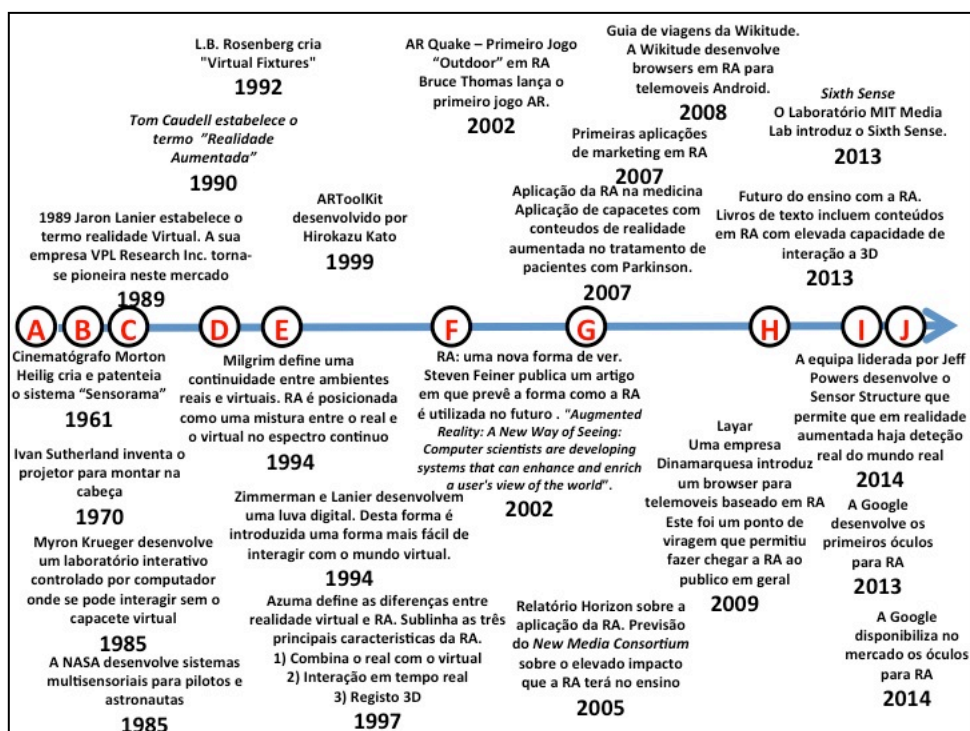 L.B. Rosenberg cria
"Virtual Fixtures"
1992
Tom Caudell estabelece o
termo "Realidade
Aumentada"
1990
1989 Jaron Lanier estabelece o
termo realidade Virtual. A sua
empresa VPL Research Inc. torna-
se pioneira neste mercado
1989
ARToolKit
desenvolvido por
Hirokazu Kato
1999
AR Quake – Primeiro Jogo
"Outdoor" em RA
Bruce Thomas lança o
primeiro jogo AR.
2002
Guia de viagens da Wikitude.
A Wikitude desenvolve
browsers em RA para
telemoveis Android.
2008
Primeiras aplicações
de marketing em RA
2007
Aplicação da RA na medicina
Aplicação de capacetes com
conteudos de realidade
aumentada no tratamento de
pacientes com Parkinson.
2007
Sixth Sense
O Laboratório MIT Media
Lab introduz o Sixth Sense.
2013
Futuro do ensino com a RA.
Livros de texto incluem conteúdos
em RA com elevada capacidade de
interação a 3D
2013
A B C D E F G H I J
Cinematógrafo Morton
Heilig cria e patenteia
o sistema "Sensorama"
1961
Ivan Sutherland inventa o
projetor para montar na
cabeça
1970
Myron Krueger desenvolve
um laboratório interativo
controlado por computador
onde se pode interagir sem o
capacete virtual
1985
A NASA desenvolve sistemas
multisensoriais para pilotos e
astronautas
1985
Milgrim define uma
continuidade entre ambientes
reais e virtuais. RA é posicionada
como uma mistura entre o real e
o virtual no espectro continuo
1994
Zimmerman e Lanier desenvolvem
uma luva digital. Desta forma é
introduzida uma forma mais fácil de
interagir com o mundo virtual.
1994
Azuma define as diferenças entre
realidade virtual e RA. Sublinha as três
principais caracteristicas da RA.
1) Combina o real com o virtual
2) Interação em tempo real
3) Registo 3D
1997
RA: uma nova forma de ver.
Steven Feiner publica um artigo
em que prevê a forma como a RA
é utilizada no futuro . "Augmented
Reality: A New Way of Seeing:
Computer scientists are developing
systems that can enhance and enrich
a user's view of the world".
2002
Relatório Horizon sobre a
aplicação da RA. Previsão
do New Media Consortium
sobre o elevado impacto
que a RA terá no ensino
2005
Layar
Uma empresa
Dinamarquesa introduz
um browser para
telemoveis baseado em RA
Este foi um ponto de
viragem que permitiu
fazer chegar a RA ao
publico em geral
2009
A equipa liderada por Jeff
Powers desenvolve o
Sensor Structure que
permite que em realidade
aumentada haja deteção
real do mundo real
2014
A Google
desenvolve os
primeiros óculos
para RA
2013
A Google
disponibiliza no
mercado os óculos
para RA
2014